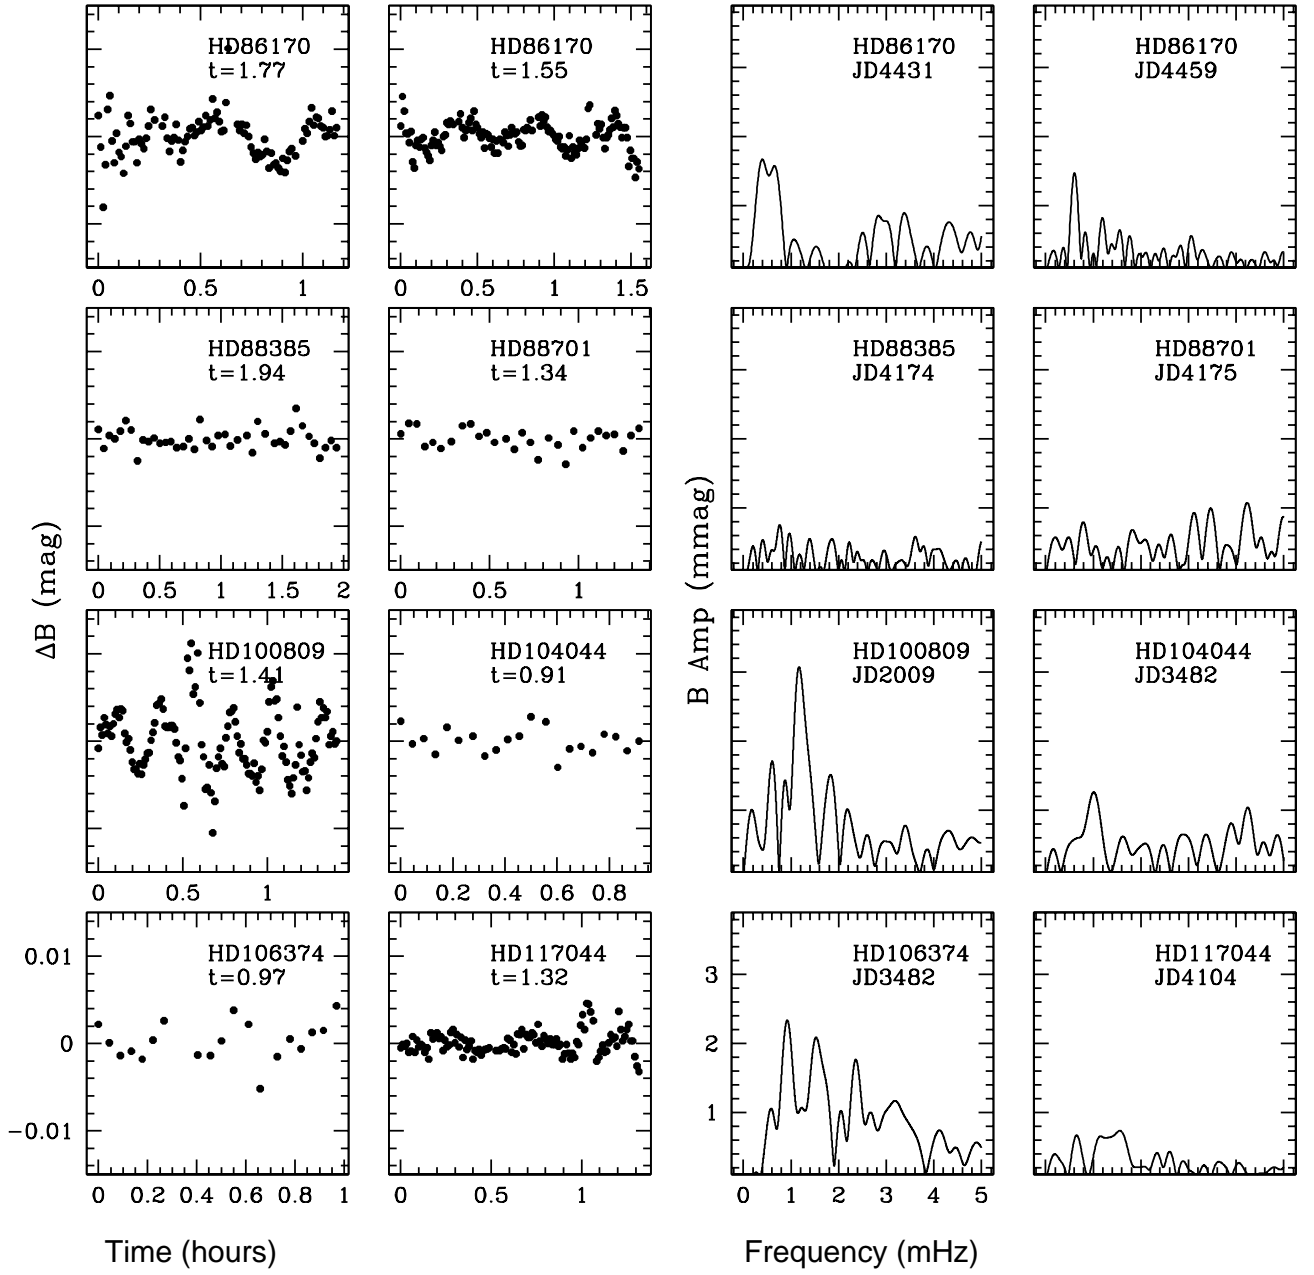 HD86170
t=1.77
HD86170
t=1.55
HD86170
JD4431
HD86170
JD4459
0 0.5 1
0 0.5 1 1.5
HD88385
t=1.94
HD88701
t=1.34
HD88385
JD4174
HD88701
JD4175
0 0.5 1 1.5 2
0 0.5 1
ΔB (mag)
B Amp (mmag)
HD100809
t=1.41
HD104044
t=0.91
HD100809
JD2009
HD104044
JD3482
0 0.5 1
0 0.2 0.4 0.6 0.8
HD106374
t=0.97
HD117044
t=1.32
HD106374
JD3482
HD117044
JD4104
0.01
0
−0.01
3
2
1
0 0.2 0.4 0.6 0.8 1
0 0.5 1
0 1 2 3 4 5
Time (hours)
Frequency (mHz)